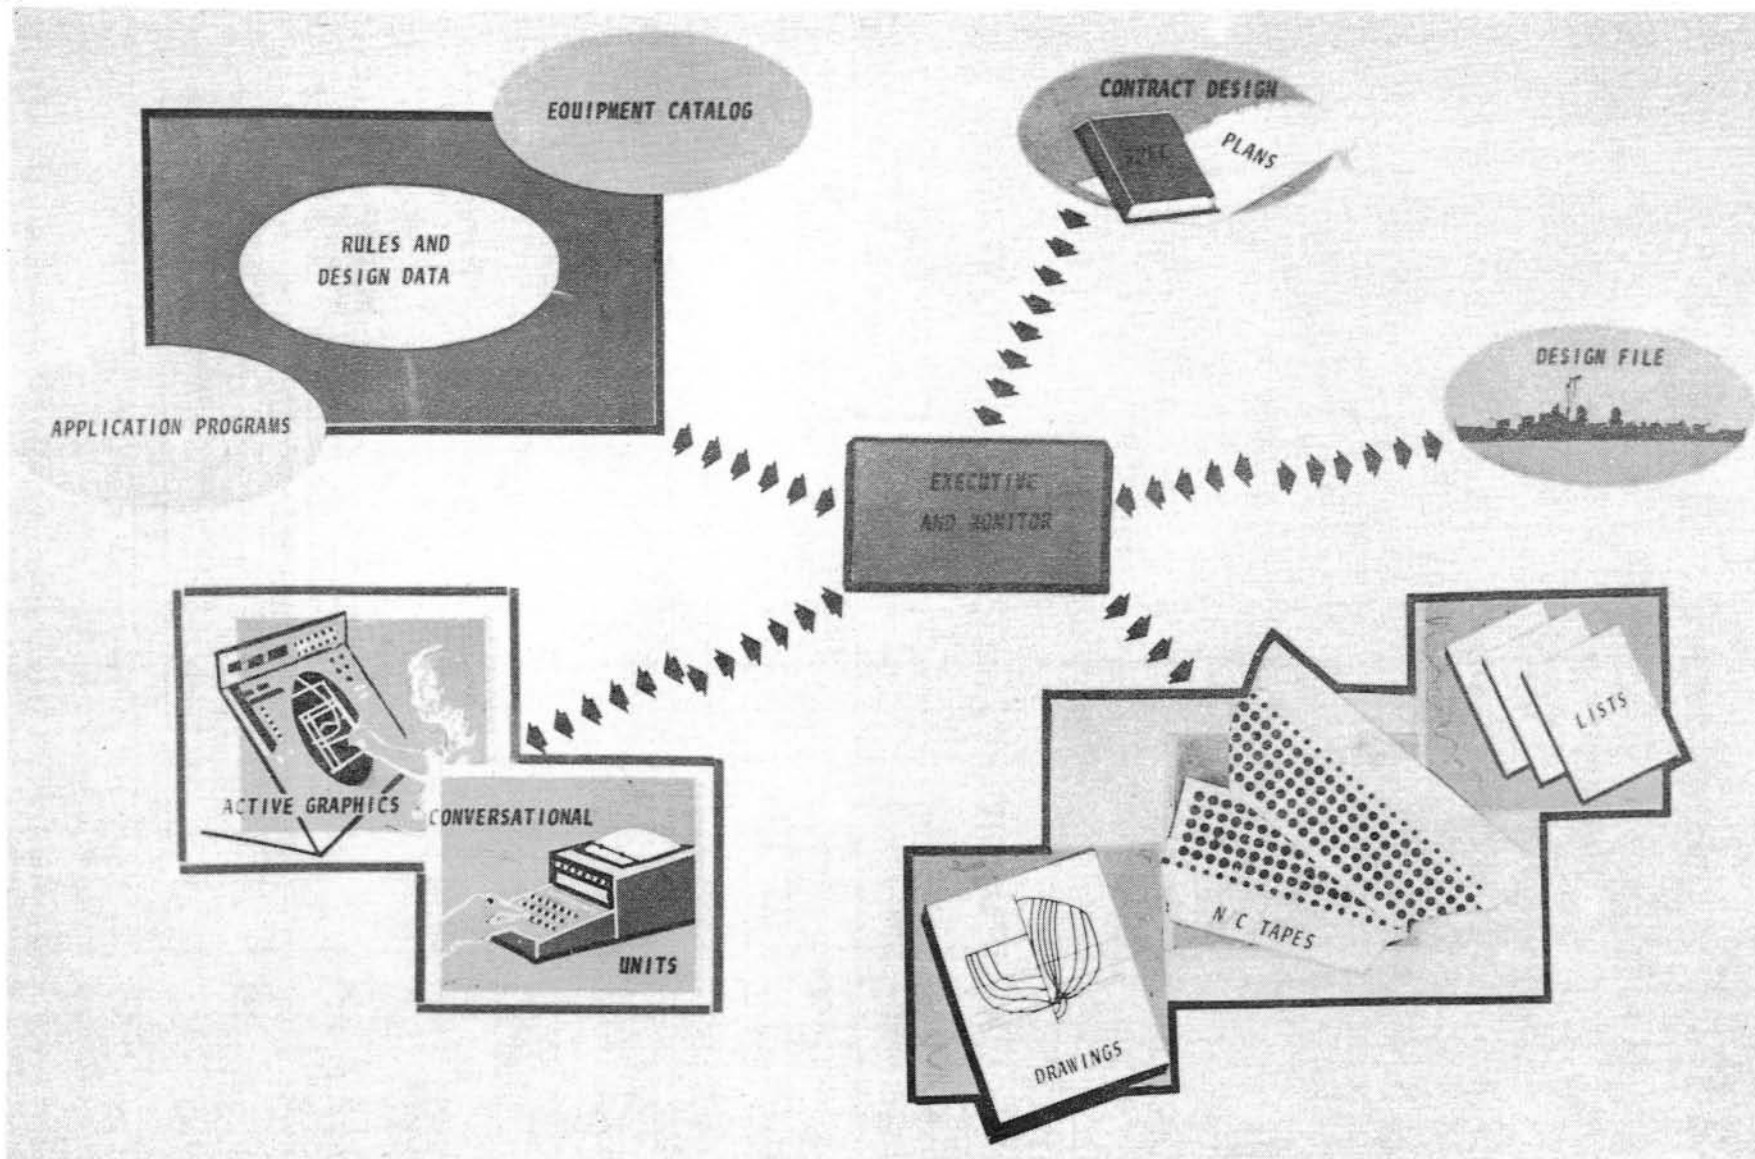 EQUIPMENT CATALOG
RULES AND
DESIGN DATA
APPLICATION PROGRAMS
CONTRACT DESIGN
SPEC
PLANS
DESIGN FILE
EXECUTIVE
AND MONITOR
ACTIVE GRAPHICS
CONVERSATIONAL
UNITS
LISTS
N/C TAPES
DRAWINGS